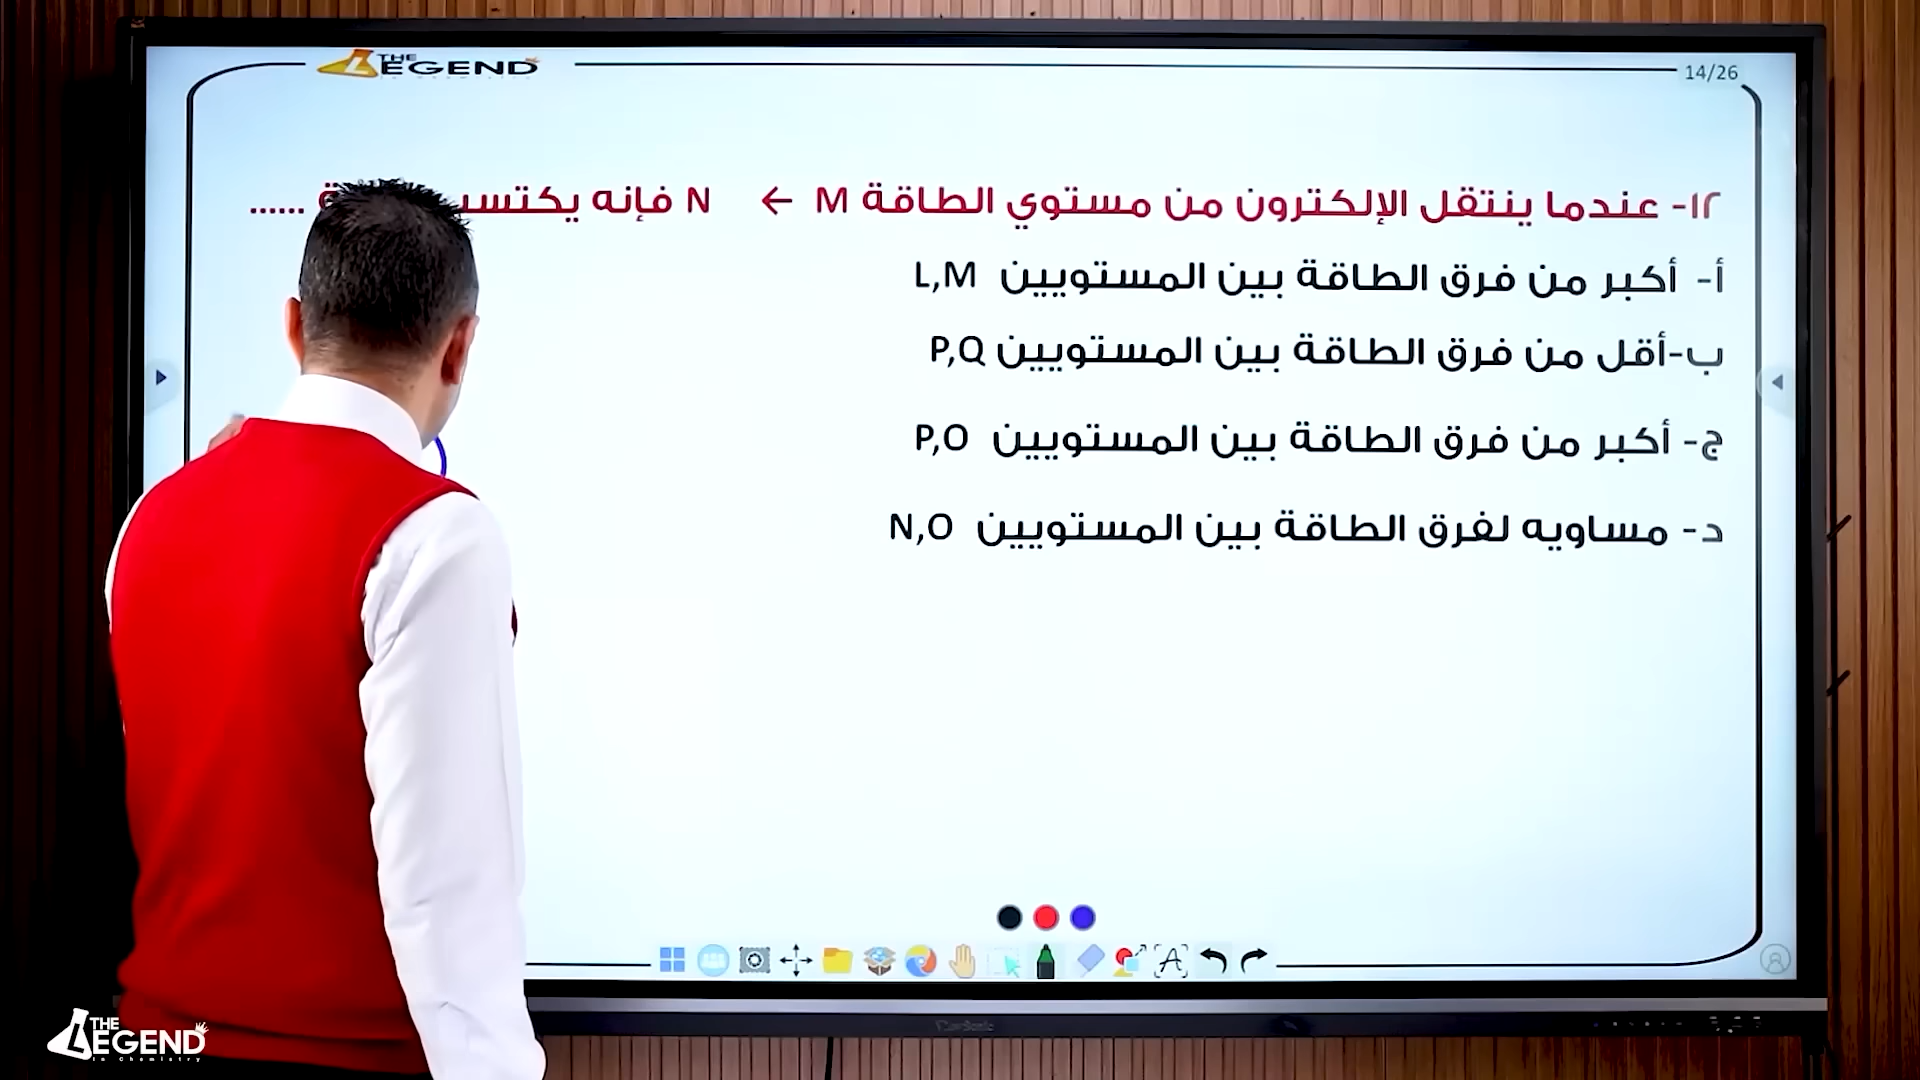 THE LEGEND
14/26
١٢- عندما ينتقل الإلكترون من مستوي الطاقة M ← N فإنه يكتسب ......
أ- أكبر من فرق الطاقة بين المستويين L,M
ب-أقل من فرق الطاقة بين المستويين P,Q
ج- أكبر من فرق الطاقة بين المستويين P,O
د- مساويه لفرق الطاقة بين المستويين N,O
THE LEGEND
In Chemistry